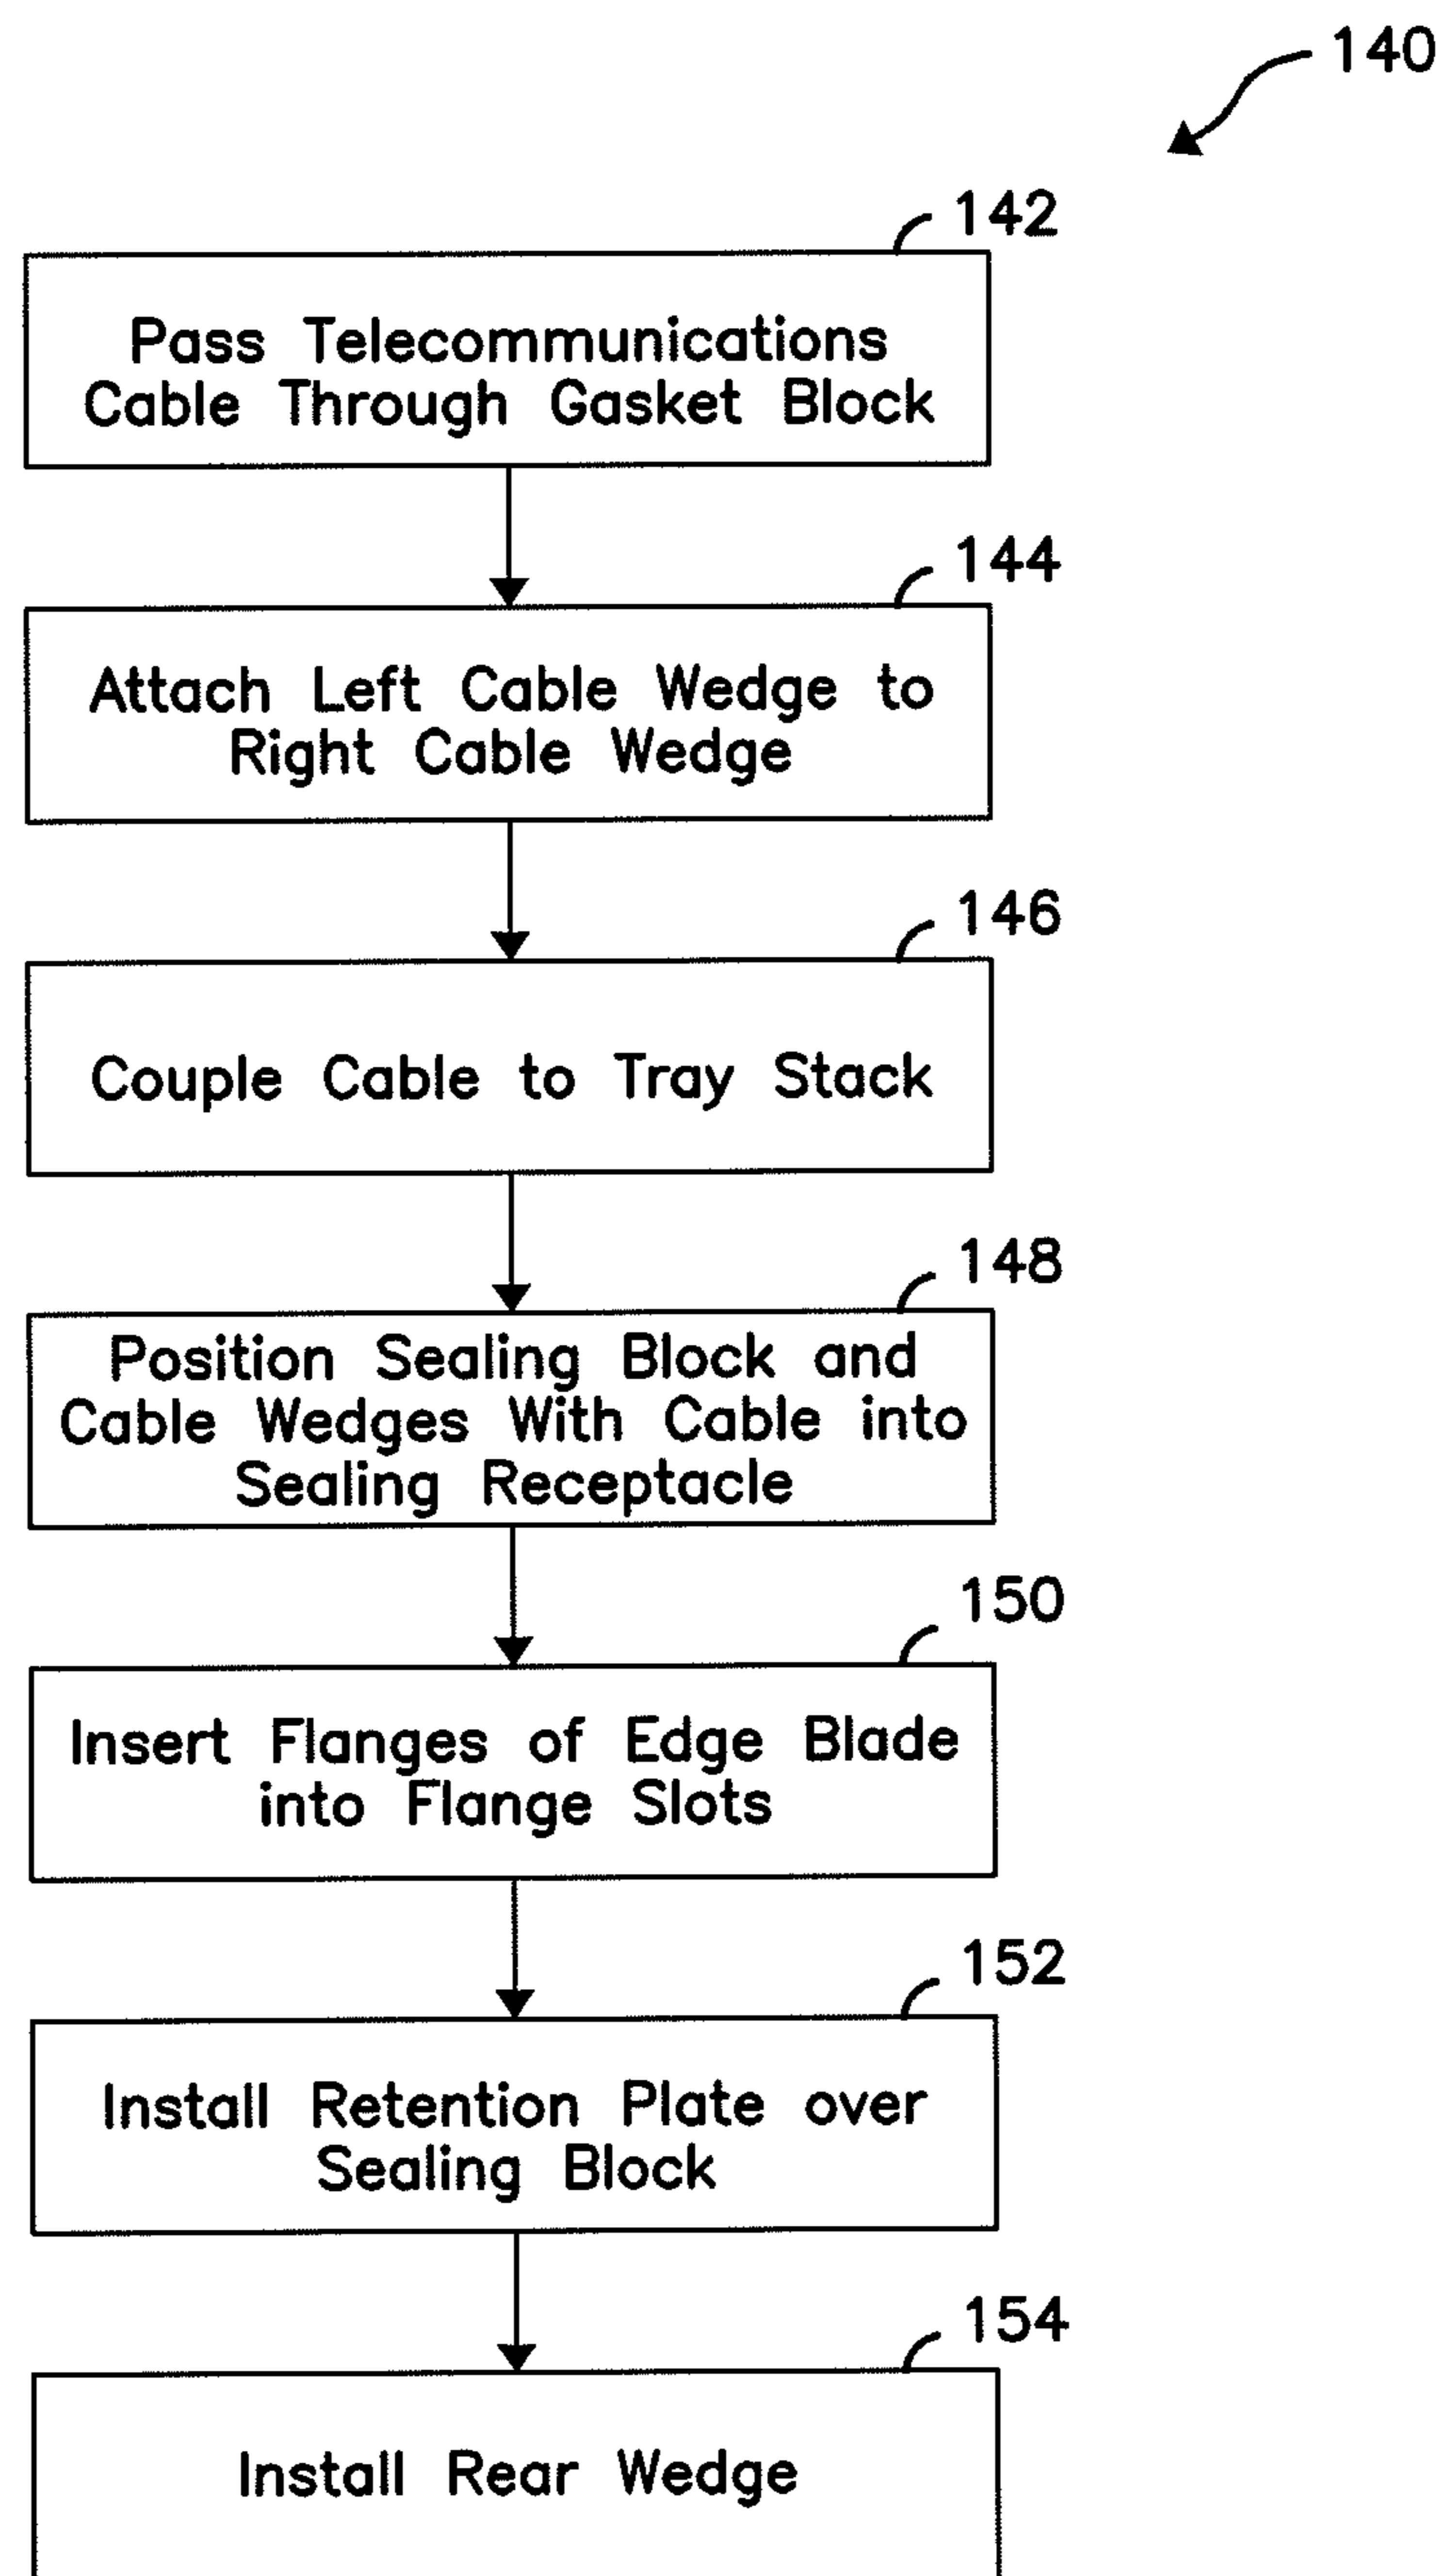 140
142
Pass Telecommunications
Cable Through Gasket Block
144
Attach Left Cable Wedge to
Right Cable Wedge
146
Couple Cable to Tray Stack
148
Position Sealing Block and
Cable Wedges With Cable into
Sealing Receptacle
150
Insert Flanges of Edge Blade
into Flange Slots
152
Install Retention Plate over
Sealing Block
154
Install Rear Wedge